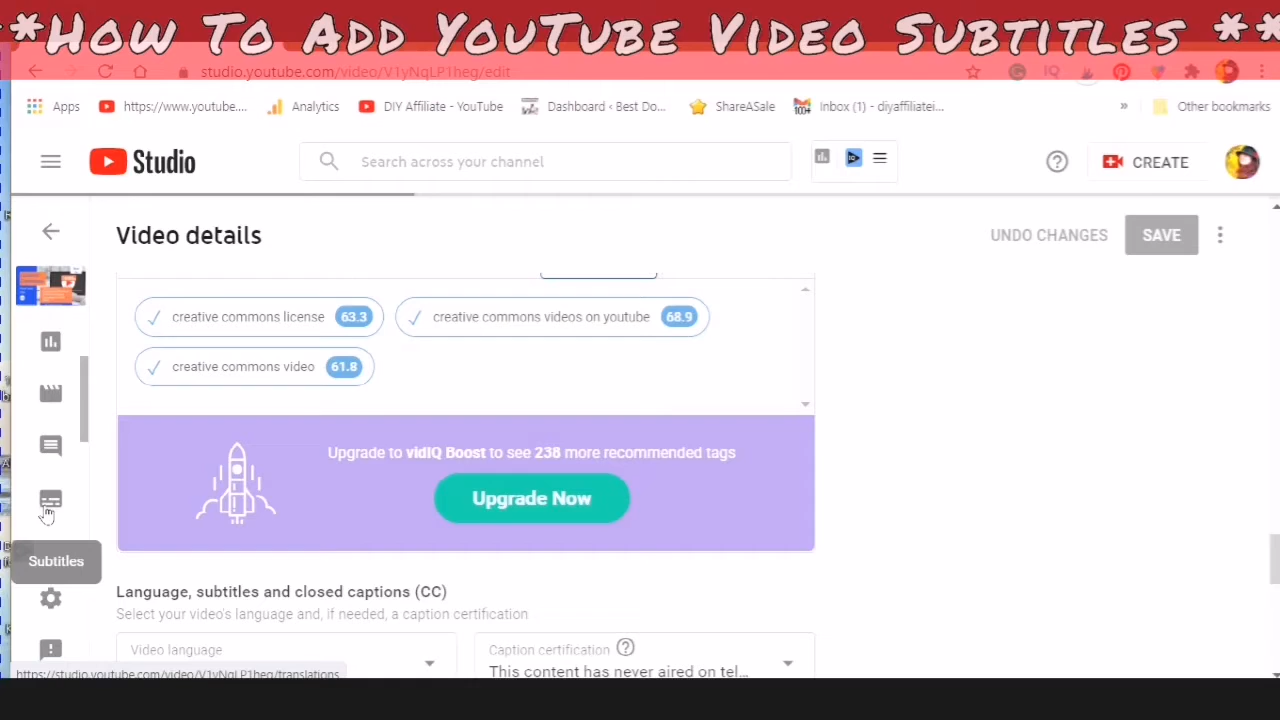 **How To Add YouTube Video Subtitles **
studio.youtube.com/video/V1yNqLP1heg/edit
IQ
Apps
https://www.youtube....
Analytics
DIY Affiliate - YouTube
Dashboard ‹ Best Do...
ShareASale
100+
Inbox (1) - diyaffiliatei...
»
Other bookmarks
Studio
Search across your channel
CREATE
Video details
UNDO CHANGES
SAVE
creative commons license 63.3
creative commons videos on youtube 68.9
creative commons video 61.8
Upgrade to vidIQ Boost to see 238 more recommended tags
Upgrade Now
Subtitles
Language, subtitles and closed captions (CC)
Select your video's language and, if needed, a caption certification
Video language
Caption certification ?
This content has never aired on tel...
https://studio.youtube.com/video/V1yNqLP1heg/translations